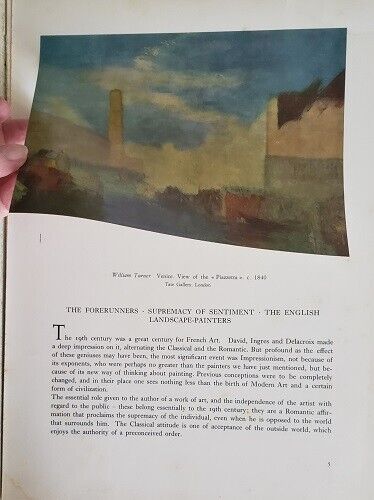 William Turner. Venice. View of the « Piazzetta ». c. 1840
Tate Gallery. London
THE FORERUNNERS · SUPREMACY OF SENTIMENT · THE ENGLISH
LANDSCAPE-PAINTERS
The 19th century was a great century for French Art. David, Ingres and Delacroix made
a deep impression on it, alternating the Classical and the Romantic. But profound as the effect
of these geniuses may have been, the most significant event was Impressionism, not because of
its exponents, who were perhaps no greater than the painters we have just mentioned, but be-
cause of its new way of thinking about painting. Previous conceptions were to be completely
changed, and in their place one sees nothing less than the birth of Modern Art and a certain
form of civilization.
The essential role given to the author of a work of art, and the independence of the artist with
regard to the public - these belong essentially to the 19th century; they are a Romantic affir-
mation that proclaims the supremacy of the individual, even when he is opposed to the world
that surrounds him. The Classical attitude is one of acceptance of the outside world, which
enjoys the authority of a preconceived order.
5